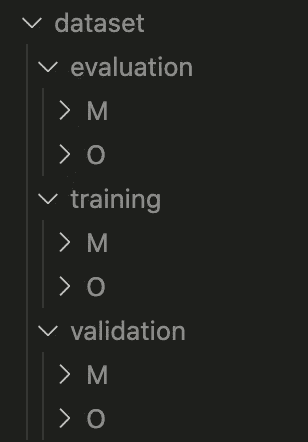 dataset
evaluation
M
O
training
M
O
validation
M
O